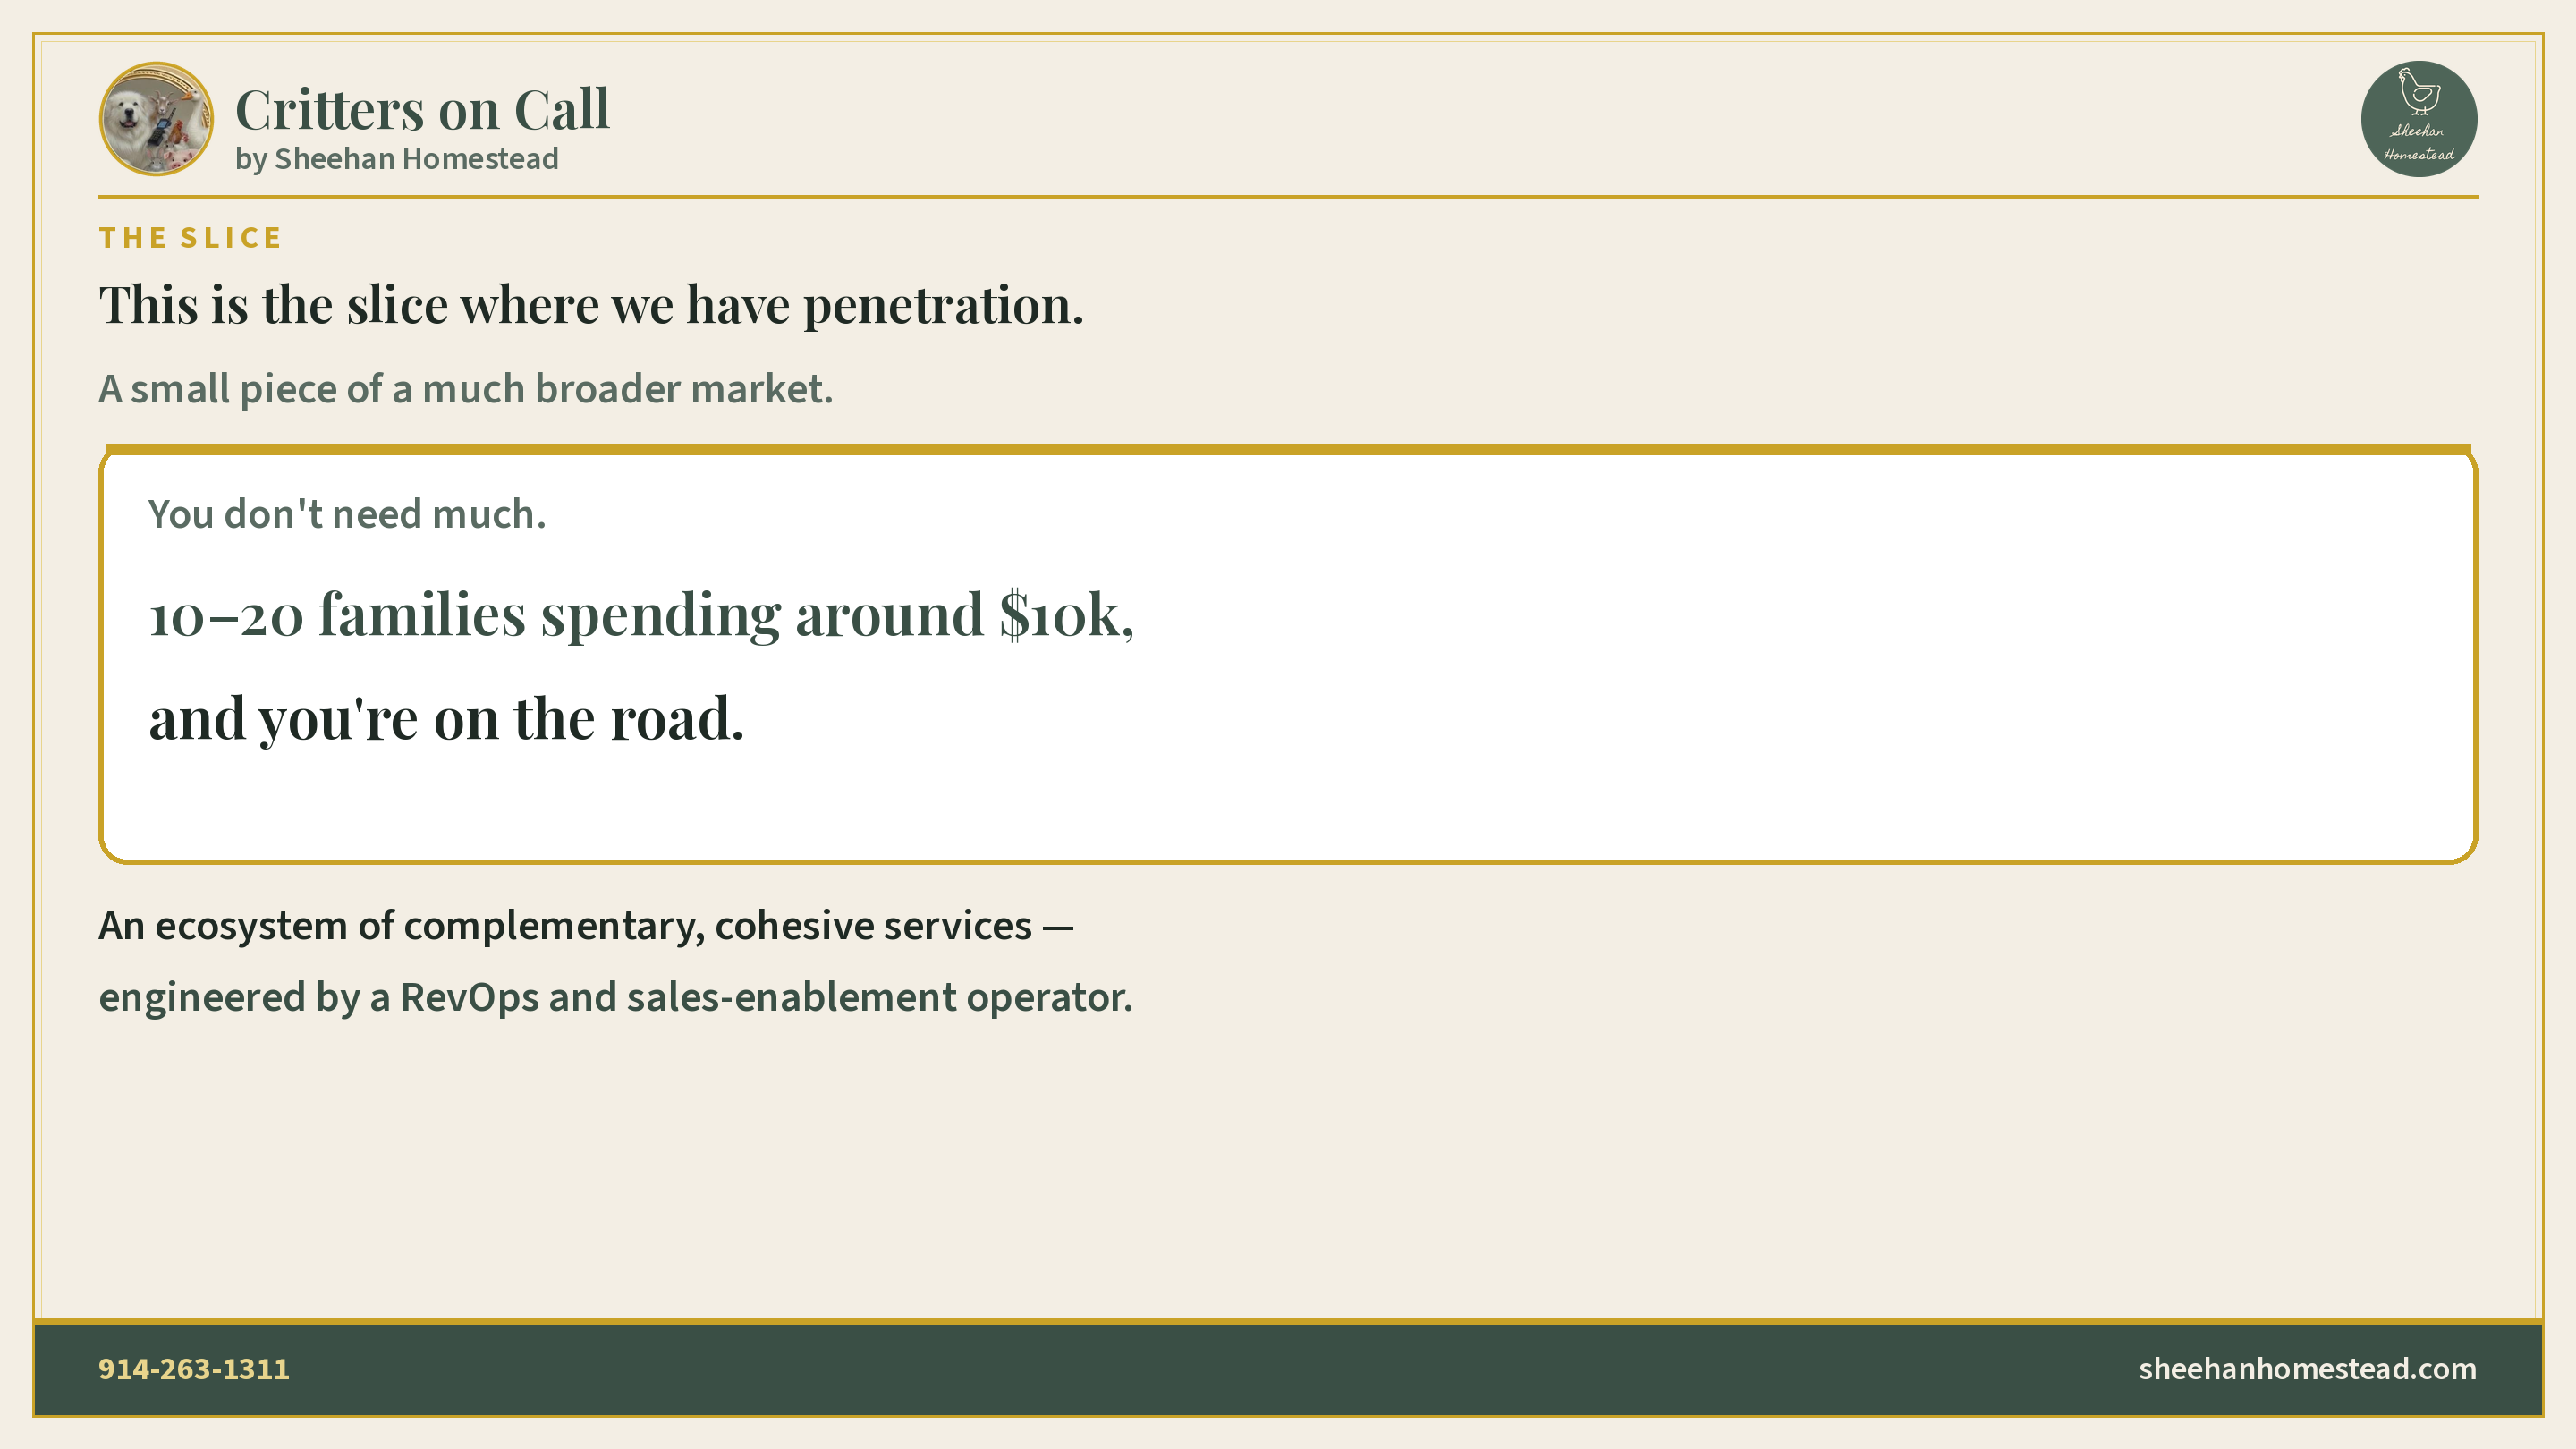 Critters on Call
by Sheehan Homestead
Sheehan
Homestead
THE SLICE
This is the slice where we have penetration.
A small piece of a much broader market.
You don't need much.
10–20 families spending around $10k,
and you're on the road.
An ecosystem of complementary, cohesive services —
engineered by a RevOps and sales-enablement operator.
914-263-1311
sheehanhomestead.com